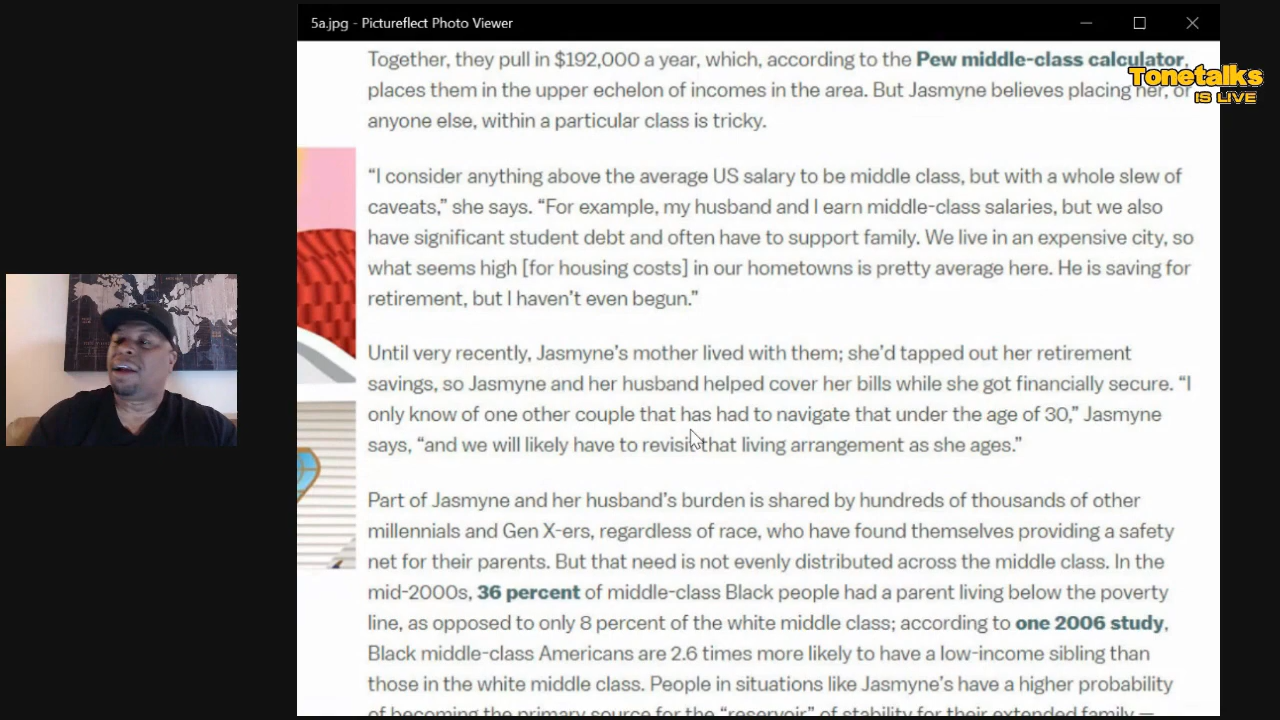 5a.jpg - Pictureflect Photo Viewer
Together, they pull in $192,000 a year, which, according to the Pew middle-class calculator,
places them in the upper echelon of incomes in the area. But Jasmyne believes placing her, or
anyone else, within a particular class is tricky.
Tonetalks
IS LIVE
“I consider anything above the average US salary to be middle class, but with a whole slew of
caveats,” she says. “For example, my husband and I earn middle-class salaries, but we also
have significant student debt and often have to support family. We live in an expensive city, so
what seems high [for housing costs] in our hometowns is pretty average here. He is saving for
retirement, but I haven’t even begun.”
Until very recently, Jasmyne’s mother lived with them; she’d tapped out her retirement
savings, so Jasmyne and her husband helped cover her bills while she got financially secure. “I
only know of one other couple that has had to navigate that under the age of 30,” Jasmyne
says, “and we will likely have to revisit that living arrangement as she ages.”
Part of Jasmyne and her husband’s burden is shared by hundreds of thousands of other
millennials and Gen X-ers, regardless of race, who have found themselves providing a safety
net for their parents. But that need is not evenly distributed across the middle class. In the
mid-2000s, 36 percent of middle-class Black people had a parent living below the poverty
line, as opposed to only 8 percent of the white middle class; according to one 2006 study,
Black middle-class Americans are 2.6 times more likely to have a low-income sibling than
those in the white middle class. People in situations like Jasmyne’s have a higher probability
of becoming the primary source for the “reservoir” of stability for their extended family —